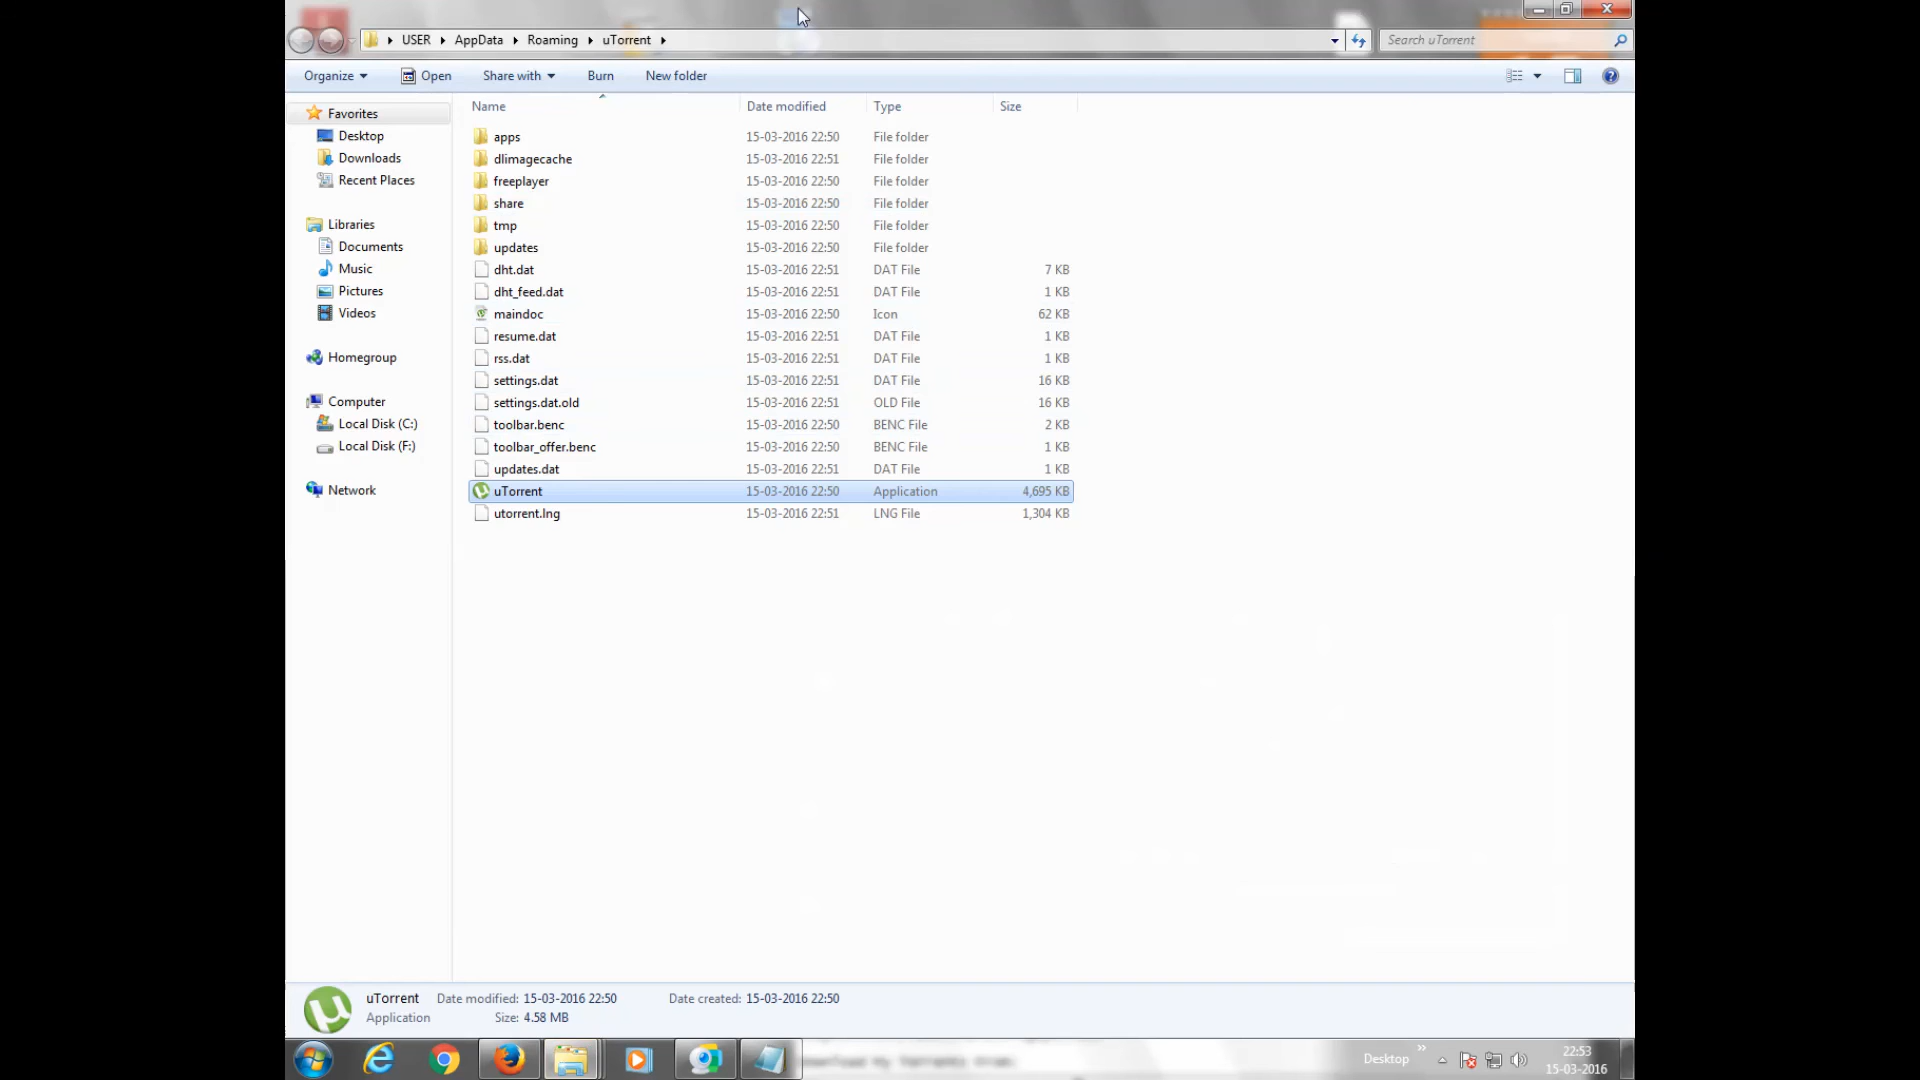 USER AppData Roaming uTorrent
Search uTorrent
Organize Open Share with Burn New folder
Name Date modified Type Size
Favorites
Desktop
Downloads
Recent Places
Libraries
Documents
Music
Pictures
Videos
Homegroup
Computer
Local Disk (C:)
Local Disk (F:)
Network
apps 15-03-2016 22:50 File folder
dlimagecache 15-03-2016 22:51 File folder
freeplayer 15-03-2016 22:50 File folder
share 15-03-2016 22:50 File folder
tmp 15-03-2016 22:50 File folder
updates 15-03-2016 22:50 File folder
dht.dat 15-03-2016 22:51 DAT File 7 KB
dht_feed.dat 15-03-2016 22:51 DAT File 1 KB
maindoc 15-03-2016 22:50 Icon 62 KB
resume.dat 15-03-2016 22:51 DAT File 1 KB
rss.dat 15-03-2016 22:51 DAT File 1 KB
settings.dat 15-03-2016 22:51 DAT File 16 KB
settings.dat.old 15-03-2016 22:51 OLD File 16 KB
toolbar.benc 15-03-2016 22:50 BENC File 2 KB
toolbar_offer.benc 15-03-2016 22:50 BENC File 1 KB
updates.dat 15-03-2016 22:51 DAT File 1 KB
uTorrent 15-03-2016 22:50 Application 4,695 KB
utorrent.lng 15-03-2016 22:51 LNG File 1,304 KB
uTorrent Date modified: 15-03-2016 22:50 Date created: 15-03-2016 22:50
Application Size: 4.58 MB
Desktop »
22:53
15-03-2016